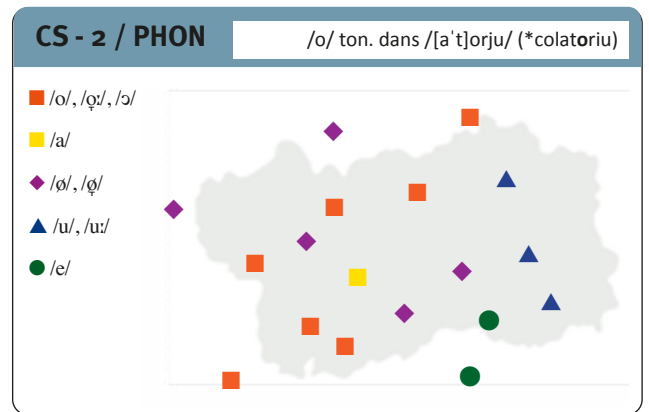 CS - 2 / PHON
/o/ ton. dans /[aˈt]orju/ (*colatoriu)
/o/, /o̜ː/, /ɔ/
/a/
/ø/, /ø̜/
/u/, /uː/
/e/